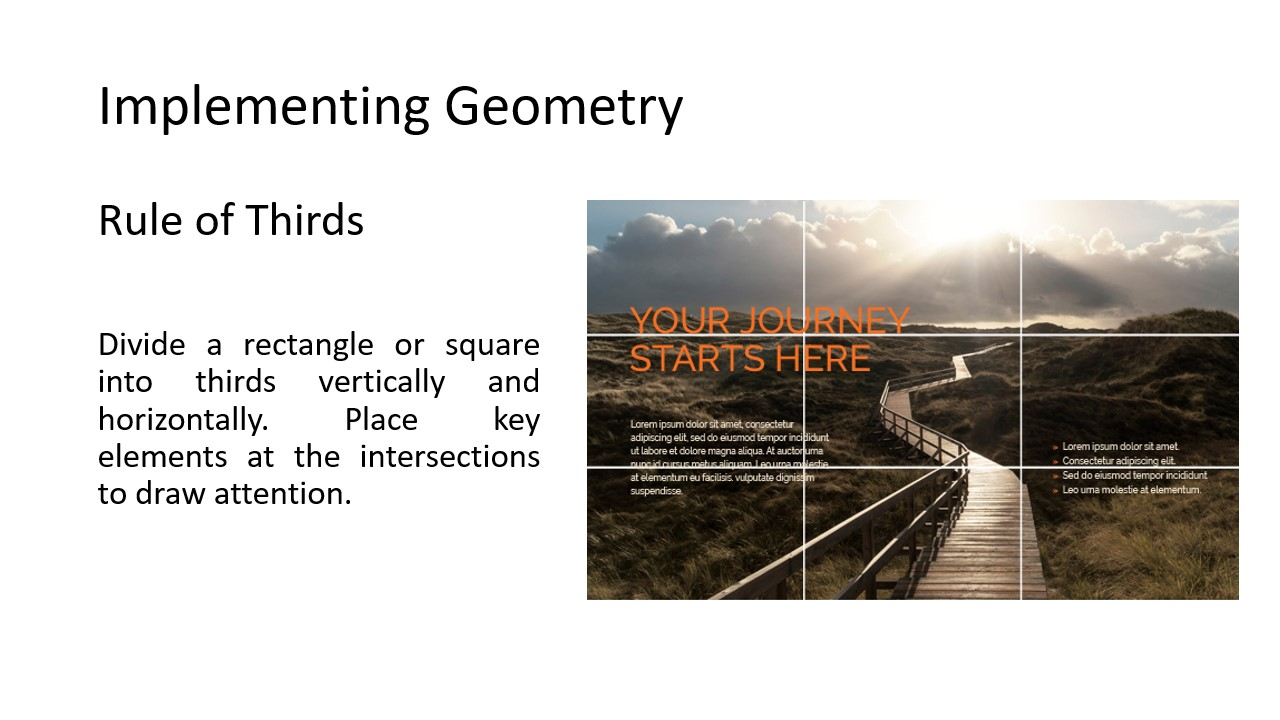 Implementing Geometry
Rule of Thirds
Divide a rectangle or square
into thirds vertically and
horizontally. Place key
elements at the intersections
to draw attention.
YOUR JOURNEY
STARTS HERE
Lorem ipsum dolor sit amet, consectetur
adipiscing elit, sed do eiusmod tempor incididunt
ut labore et dolore magna aliqua. At auctor urna
nunc id cursus metus aliquam. Leo urna molestie
at elementum eu facilisis. vulputate dignissim
suspendisse.
Lorem ipsum dolor sit amet.
Consectetur adipiscing elit.
Sed do eiusmod tempor incididunt
Leo urna molestie at elementum.